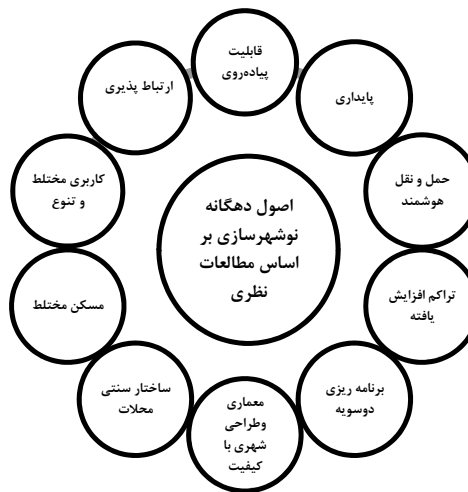 قابلیت
پیاده‌روی
پایداری
حمل و نقل
هوشمند
تراکم افزایش
یافته
برنامه ریزی
دوسویه
معماری
وطراحی
شهری با
کیفیت
ساختار سنتی
محلات
مسکن مختلط
کاربری مختلط
و تنوع
ارتباط پذیری
اصول دهگانه
نوشهرسازی بر
اساس مطالعات
نظری